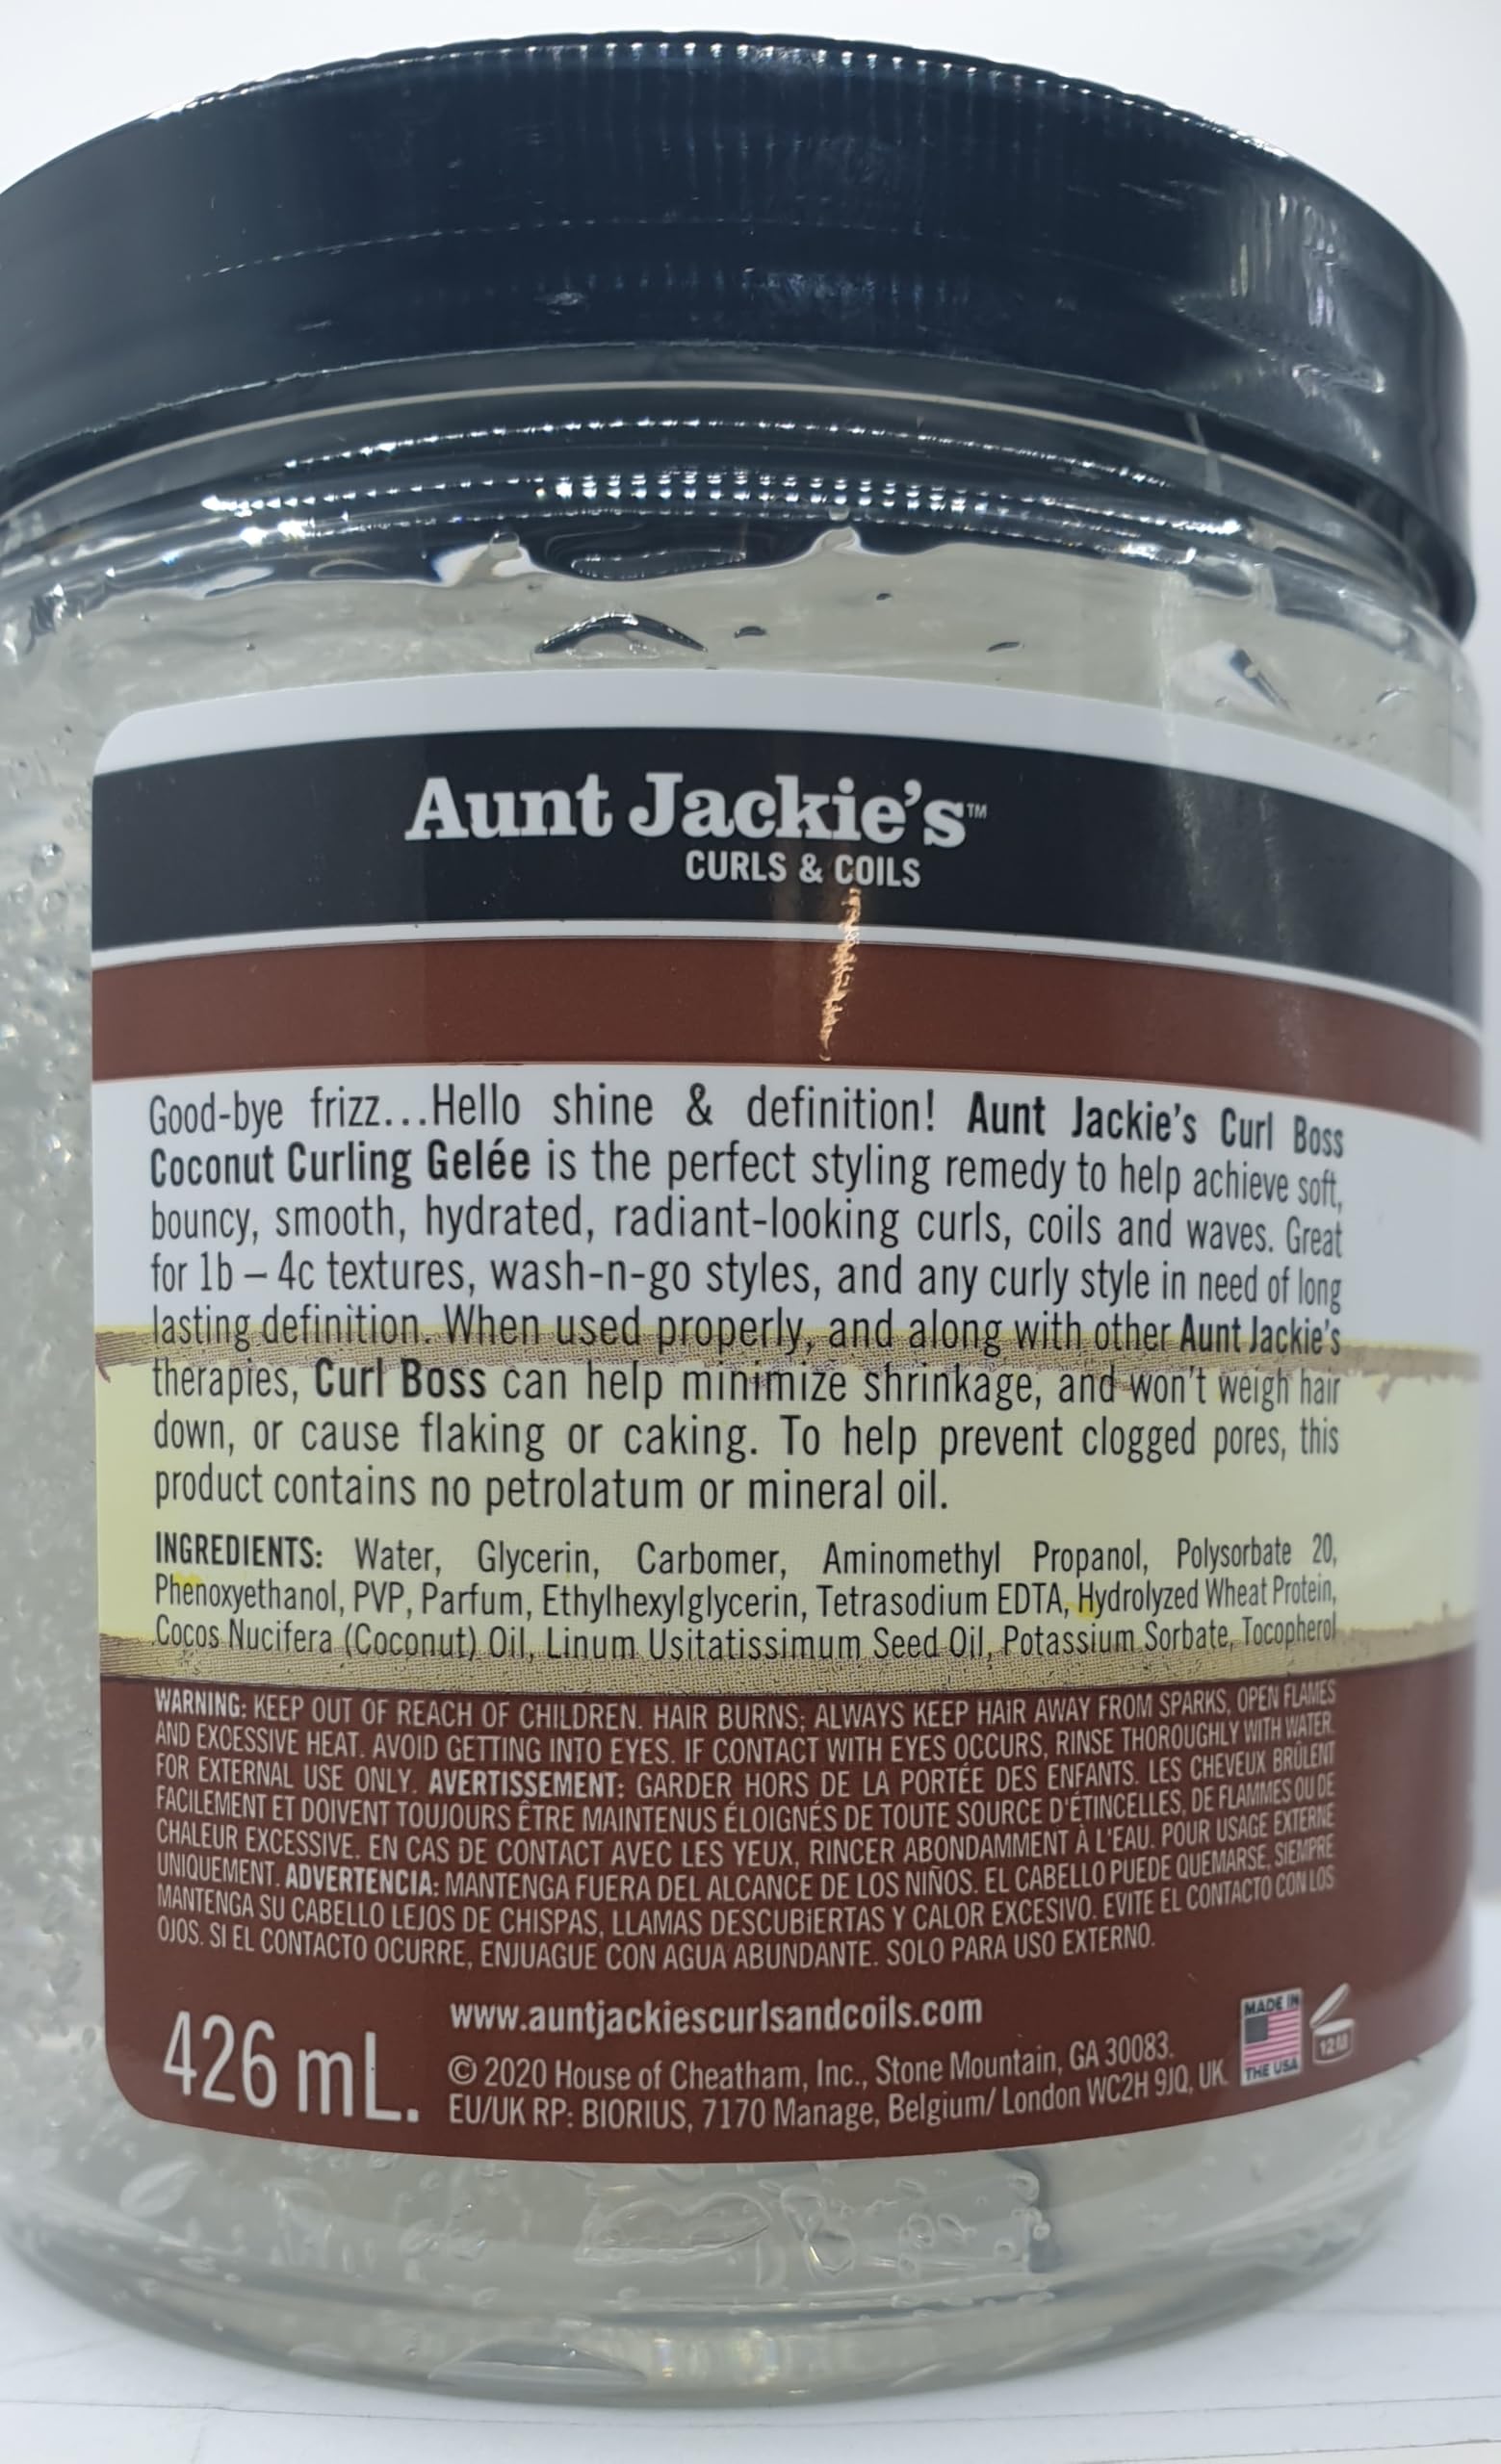 Aunt Jackie's™
CURLS & COILS
Good-bye frizz...Hello shine & definition! Aunt Jackie's Curl Boss
Coconut Curling Gelée is the perfect styling remedy to help achieve soft,
bouncy, smooth, hydrated, radiant-looking curls, coils and waves. Great
for 1b – 4c textures, wash-n-go styles, and any curly style in need of long
lasting definition. When used properly, and along with other Aunt Jackie's
therapies, Curl Boss can help minimize shrinkage, and won't weigh hair
down, or cause flaking or caking. To help prevent clogged pores, this
product contains no petrolatum or mineral oil.
INGREDIENTS: Water, Glycerin, Carbomer, Aminomethyl Propanol, Polysorbate 20,
Phenoxyethanol, PVP, Parfum, Ethylhexylglycerin, Tetrasodium EDTA, Hydrolyzed Wheat Protein,
Cocos Nucifera (Coconut) Oil, Linum Usitatissimum Seed Oil, Potassium Sorbate, Tocopherol
WARNING: KEEP OUT OF REACH OF CHILDREN. HAIR BURNS; ALWAYS KEEP HAIR AWAY FROM SPARKS, OPEN FLAMES
AND EXCESSIVE HEAT. AVOID GETTING INTO EYES. IF CONTACT WITH EYES OCCURS, RINSE THOROUGHLY WITH WATER.
FOR EXTERNAL USE ONLY. AVERTISSEMENT: GARDER HORS DE LA PORTÉE DES ENFANTS. LES CHEVEUX BRÛLENT
FACILEMENT ET DOIVENT TOUJOURS ÊTRE MAINTENUS ÉLOIGNÉS DE TOUTE SOURCE D'ÉTINCELLES, DE FLAMMES OU DE
CHALEUR EXCESSIVE. EN CAS DE CONTACT AVEC LES YEUX, RINCER ABONDAMMENT À L'EAU. POUR USAGE EXTERNE
UNIQUEMENT. ADVERTENCIA: MANTENGA FUERA DEL ALCANCE DE LOS NIÑOS. EL CABELLO PUEDE QUEMARSE, SIEMPRE
MANTENGA SU CABELLO LEJOS DE CHISPAS, LLAMAS DESCUBiERTAS Y CALOR EXCESIVO. EVITE EL CONTACTO CON LOS
OJOS. SI EL CONTACTO OCURRE, ENJUAGUE CON AGUA ABUNDANTE. SOLO PARA USO EXTERNO.
426 mL.
www.auntjackiescurlsandcoils.com
© 2020 House of Cheatham, Inc., Stone Mountain, GA 30083.
EU/UK RP: BIORIUS, 7170 Manage, Belgium/ London WC2H 9JQ, UK
MADE IN
THE USA
12M